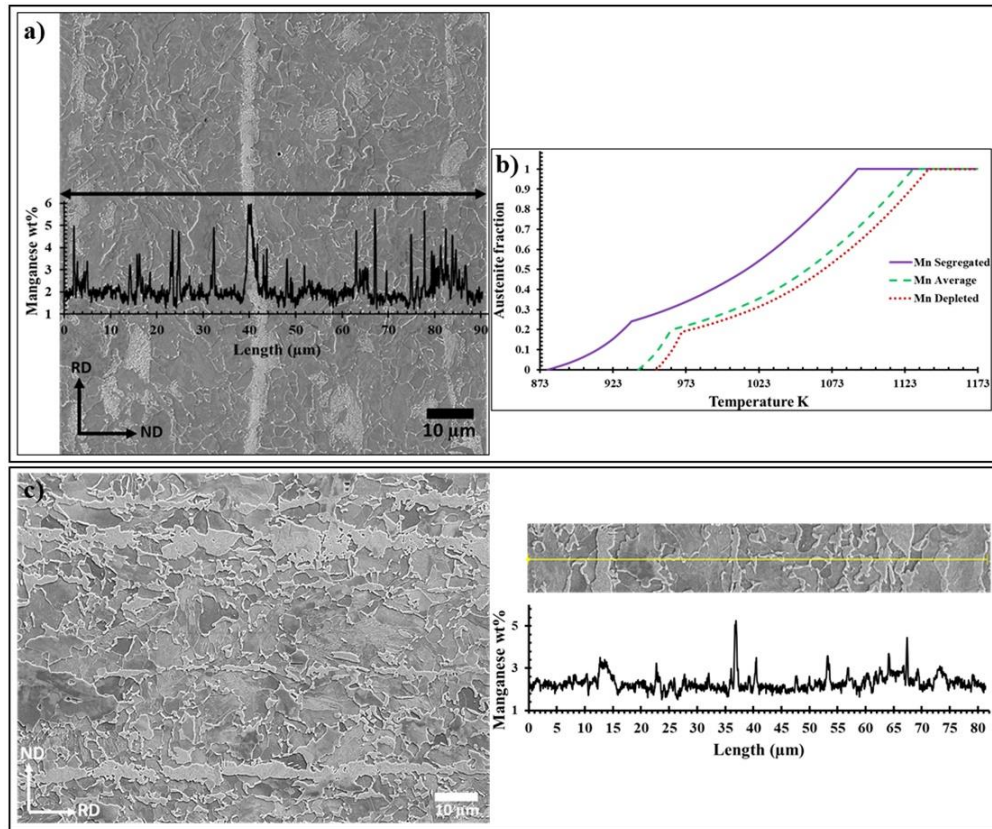 a)
Manganese wt%
6
5
4
3
2
1
0 10 20 30 40 50 60 70 80 90
Length (µm)
RD
ND
10 µm
b)
Austenite fraction
1
0.9
0.8
0.7
0.6
0.5
0.4
0.3
0.2
0.1
0
873 923 973 1023 1073 1123 1173
Temperature K
Mn Segregated
Mn Average
Mn Depleted
c)
ND
RD
10 µm
Manganese wt%
5
3
1
0 5 10 15 20 25 30 35 40 45 50 55 60 65 70 75 80
Length (µm)